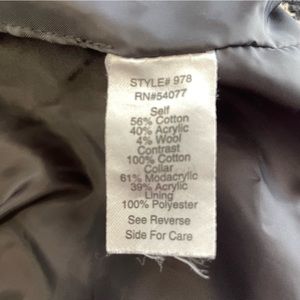 STYLE# 978
RN#54077
Self
56% Cotton
40% Acrylic
4% Wool
Contrast
100% Cotton
Collar
61% Modacrylic
39% Acrylic
Lining
100% Polyester
See Reverse
Side For Care